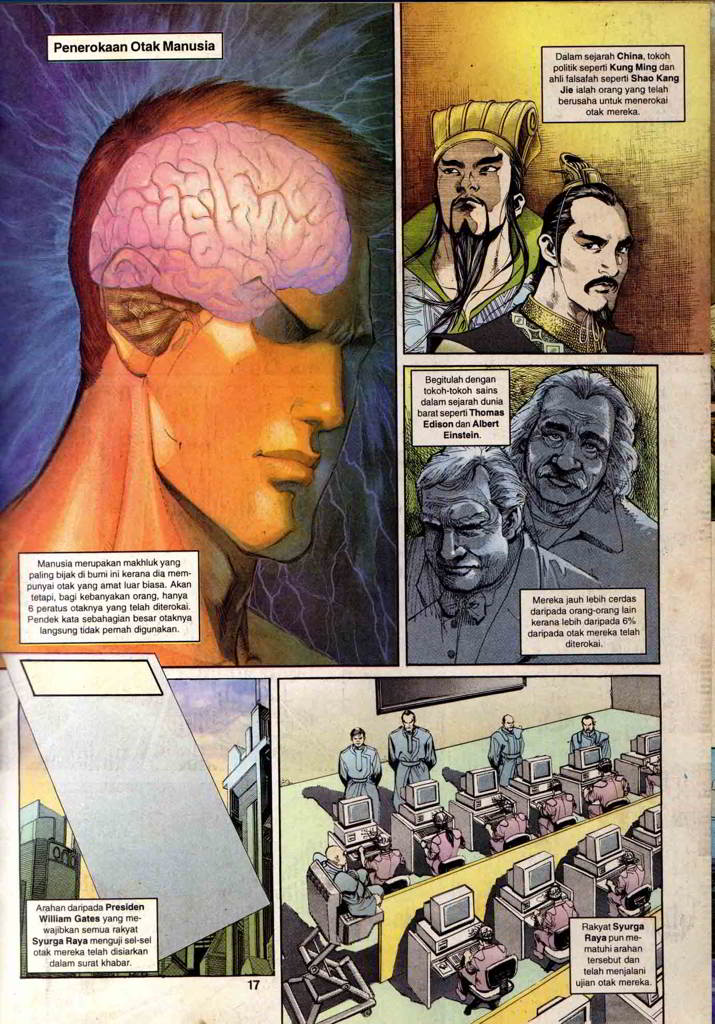 Penerokaan Otak Manusia
Dalam sejarah China, tokoh
politik seperti Kung Ming dan
ahli falsafah seperti Shao Kang
Jie ialah orang yang telah
berusaha untuk menerokai
otak mereka.
Begitulah dengan
tokoh-tokoh sains
dalam sejarah dunia
barat seperti Thomas
Edison dan Albert
Einstein.
Manusia merupakan makhluk yang
paling bijak di bumi ini kerana dia mem-
punyai otak yang amat luar biasa. Akan
tetapi, bagi kebanyakan orang, hanya
6 peratus otaknya yang telah diterokai.
Pendek kata sebahagian besar otaknya
langsung tidak pernah digunakan.
Mereka jauh lebih cerdas
daripada orang-orang lain
kerana lebih daripada 6%
daripada otak mereka telah
diterokai.
Arahan daripada Presiden
William Gates yang me-
wajibkan semua rakyat
Syurga Raya menguji sel-sel
otak mereka telah disiarkan
dalam surat khabar.
Rakyat Syurga
Raya pun me-
matuhi arahan
tersebut dan
telah menjalani
ujian otak mereka.
17